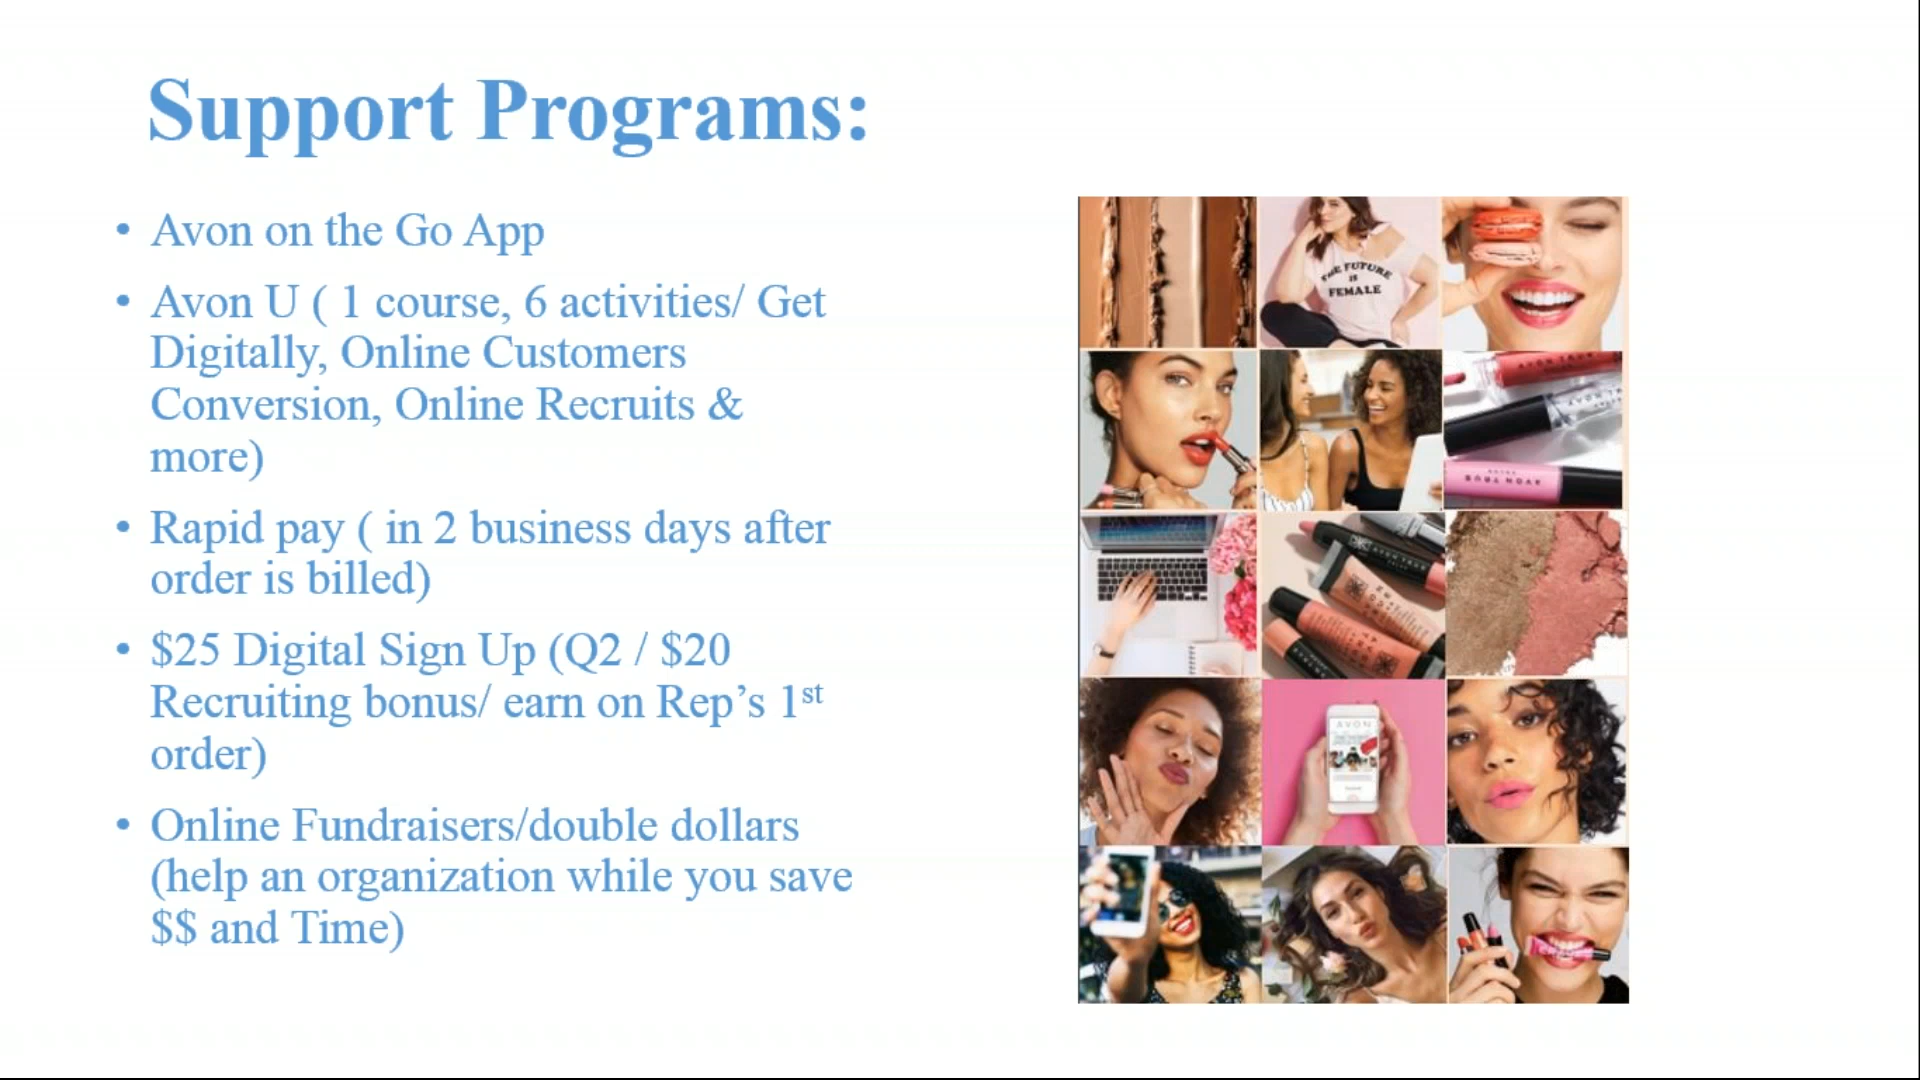 Support Programs:
• Avon on the Go App
• Avon U ( 1 course, 6 activities/ Get
Digitally, Online Customers
Conversion, Online Recruits &
more)
• Rapid pay ( in 2 business days after
order is billed)
• $25 Digital Sign Up (Q2 / $20
Recruiting bonus/ earn on Rep’s 1st
order)
• Online Fundraisers/double dollars
(help an organization while you save
$$ and Time)
THE FUTURE
IS
FEMALE
AVON